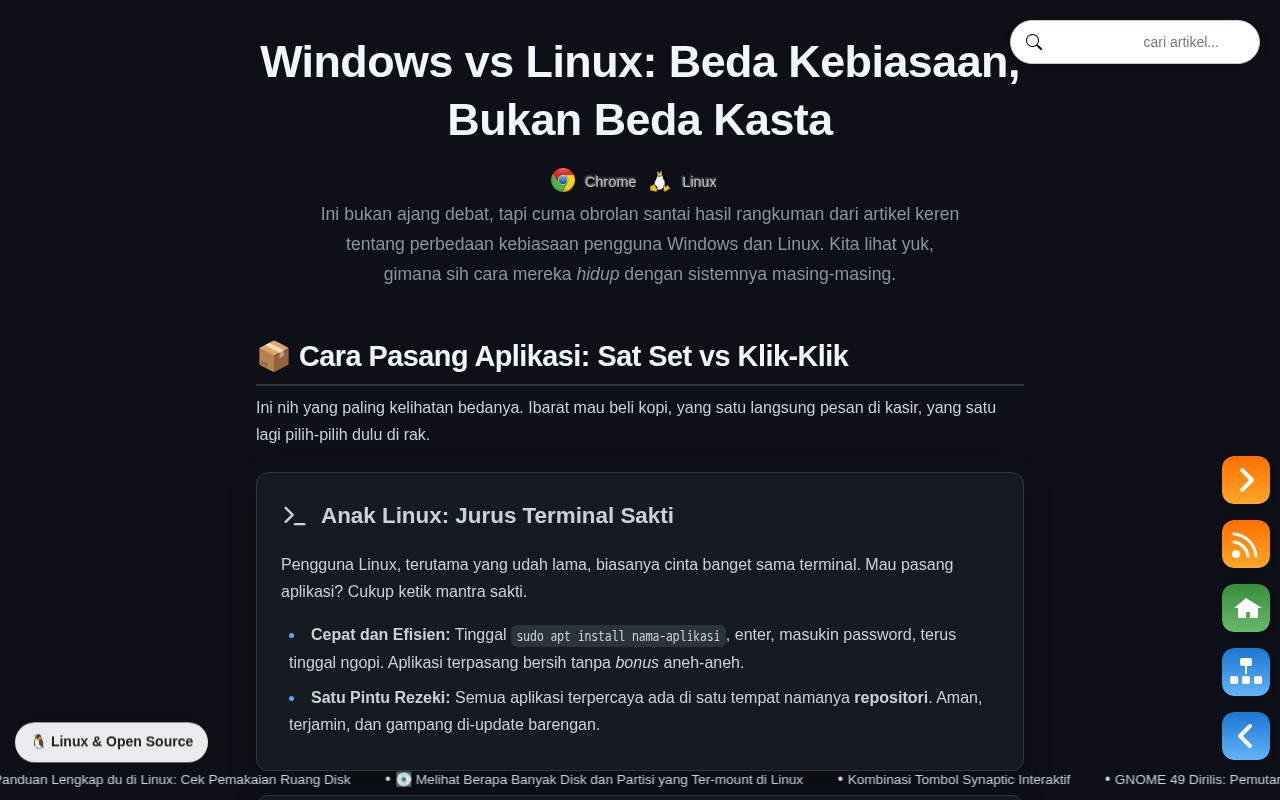 Windows vs Linux: Beda Kebiasaan,
Bukan Beda Kasta
cari artikel...
Chrome Linux
Ini bukan ajang debat, tapi cuma obrolan santai hasil rangkuman dari artikel keren
tentang perbedaan kebiasaan pengguna Windows dan Linux. Kita lihat yuk,
gimana sih cara mereka hidup dengan sistemnya masing-masing.
📦 Cara Pasang Aplikasi: Sat Set vs Klik-Klik
Ini nih yang paling kelihatan bedanya. Ibarat mau beli kopi, yang satu langsung pesan di kasir, yang satu
lagi pilih-pilih dulu di rak.
Anak Linux: Jurus Terminal Sakti
Pengguna Linux, terutama yang udah lama, biasanya cinta banget sama terminal. Mau pasang
aplikasi? Cukup ketik mantra sakti.
• Cepat dan Efisien: Tinggal sudo apt install nama-aplikasi, enter, masukin password, terus
tinggal ngopi. Aplikasi terpasang bersih tanpa bonus aneh-aneh.
• Satu Pintu Rezeki: Semua aplikasi terpercaya ada di satu tempat namanya repositori. Aman,
terjamin, dan gampang di-update barengan.
🐧 Linux & Open Source
Panduan Lengkap du di Linux: Cek Pemakaian Ruang Disk • 💽 Melihat Berapa Banyak Disk dan Partisi yang Ter-mount di Linux • Kombinasi Tombol Synaptic Interaktif • GNOME 49 Dirilis: